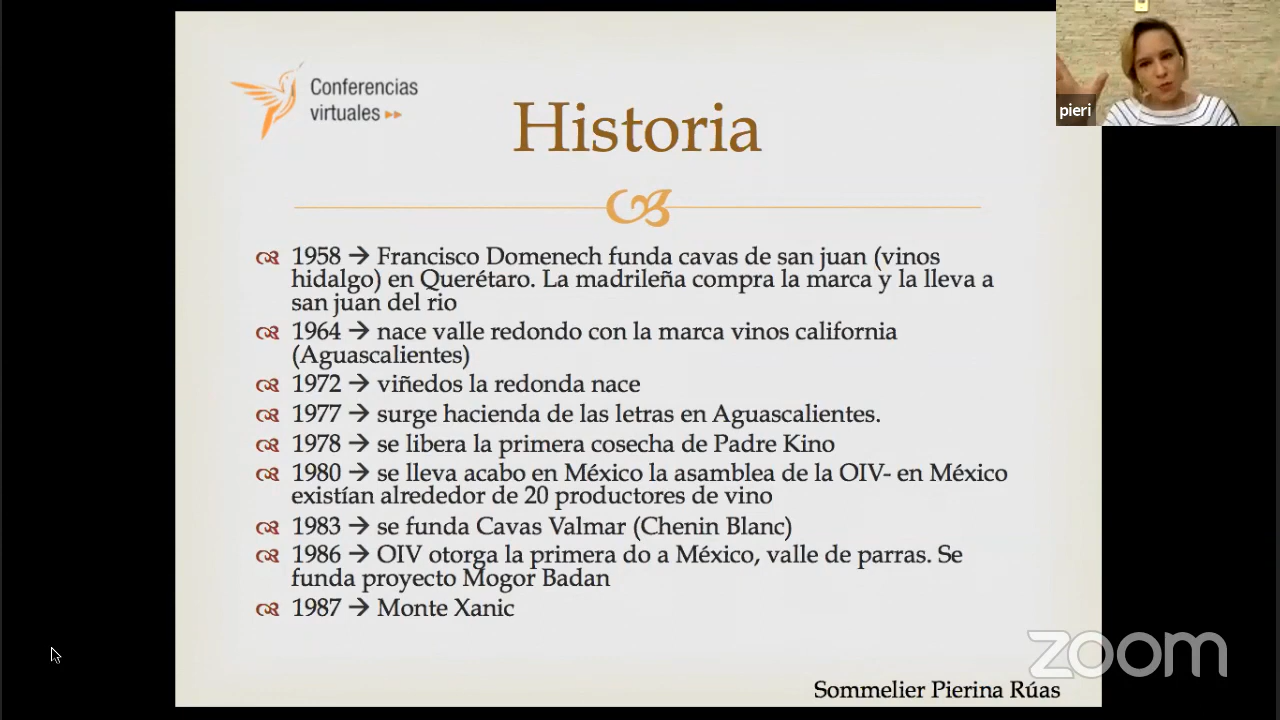 Conferencias
virtuales
Historia
1958 → Francisco Domenech funda cavas de san juan (vinos
hidalgo) en Querétaro. La madrileña compra la marca y la lleva a
san juan del rio
1964 → nace valle redondo con la marca vinos california
(Aguascalientes)
1972 → viñedos la redonda nace
1977 → surge hacienda de las letras en Aguascalientes.
1978 → se libera la primera cosecha de Padre Kino
1980 → se lleva acabo en México la asamblea de la OIV- en México
existían alrededor de 20 productores de vino
1983 → se funda Cavas Valmar (Chenin Blanc)
1986 → OIV otorga la primera do a México, valle de parras. Se
funda proyecto Mogor Badan
1987 → Monte Xanic
Sommelier Pierina Rúas
pieri
zoom